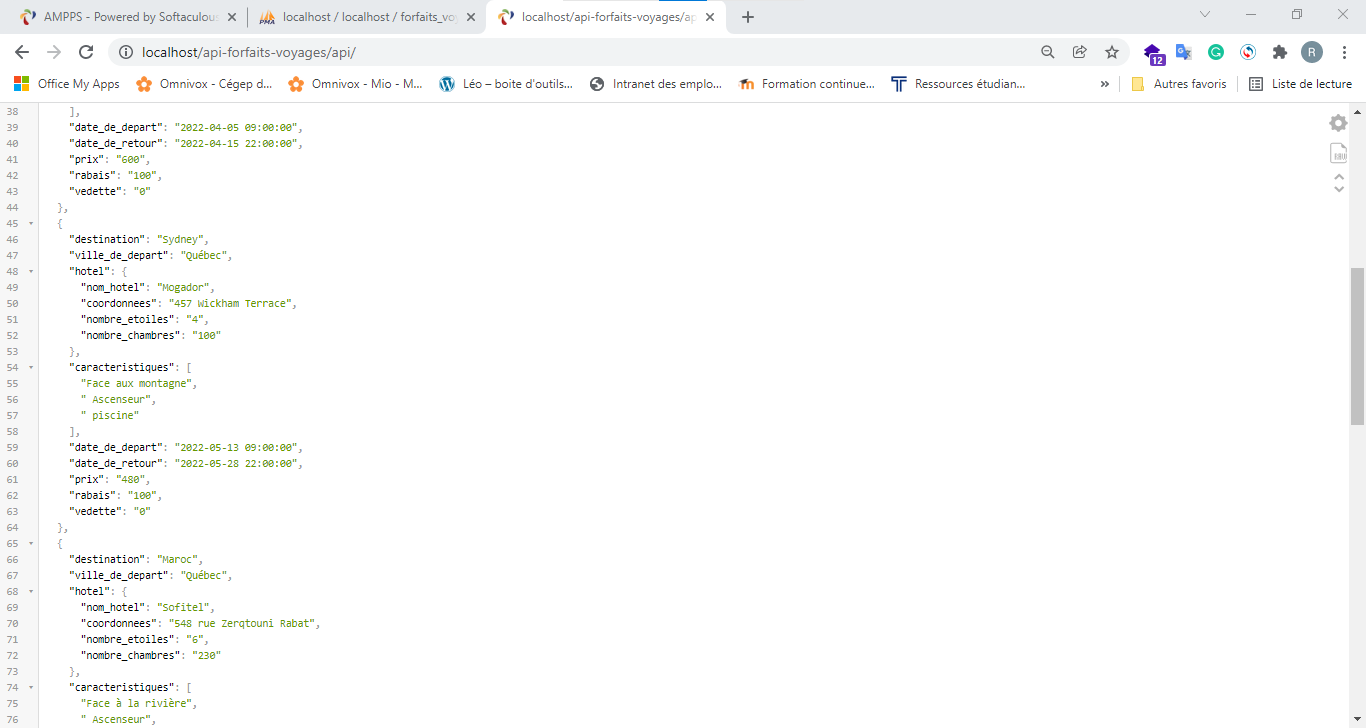 AMPPS - Powered by Softaculou
localhost / localhost / forfaits_vo
localhost/api-forfaits-voyages/ap
localhost/api-forfaits-voyages/api/
12
R
Office My Apps
Omnivox - Cégep d...
Omnivox - Mio - M...
Léo – boite d'outils...
Intranet des emplo...
Formation continue...
Ressources étudian...
»
Autres favoris
Liste de lecture
38 ],
39 "date_de_depart": "2022-04-05 09:00:00",
40 "date_de_retour": "2022-04-15 22:00:00",
41 "prix": "600",
42 "rabais": "100",
43 "vedette": "0"
44 },
45 {
46 "destination": "Sydney",
47 "ville_de_depart": "Québec",
48 "hotel": {
49 "nom_hotel": "Mogador",
50 "coordonnees": "457 Wickham Terrace",
51 "nombre_etoiles": "4",
52 "nombre_chambres": "100"
53 },
54 "caracteristiques": [
55 "Face aux montagne",
56 " Ascenseur",
57 " piscine"
58 ],
59 "date_de_depart": "2022-05-13 09:00:00",
60 "date_de_retour": "2022-05-28 22:00:00",
61 "prix": "480",
62 "rabais": "100",
63 "vedette": "0"
64 },
65 {
66 "destination": "Maroc",
67 "ville_de_depart": "Québec",
68 "hotel": {
69 "nom_hotel": "Sofitel",
70 "coordonnees": "548 rue Zerqtouni Rabat",
71 "nombre_etoiles": "6",
72 "nombre_chambres": "230"
73 },
74 "caracteristiques": [
75 "Face à la rivière",
76 " Ascenseur",
RAW